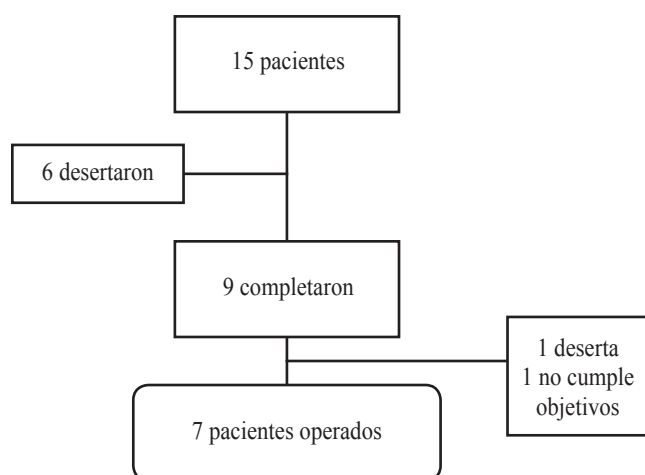 15 pacientes
6 desertaron
9 completaron
1 deserta
1 no cumple
objetivos
7 pacientes operados